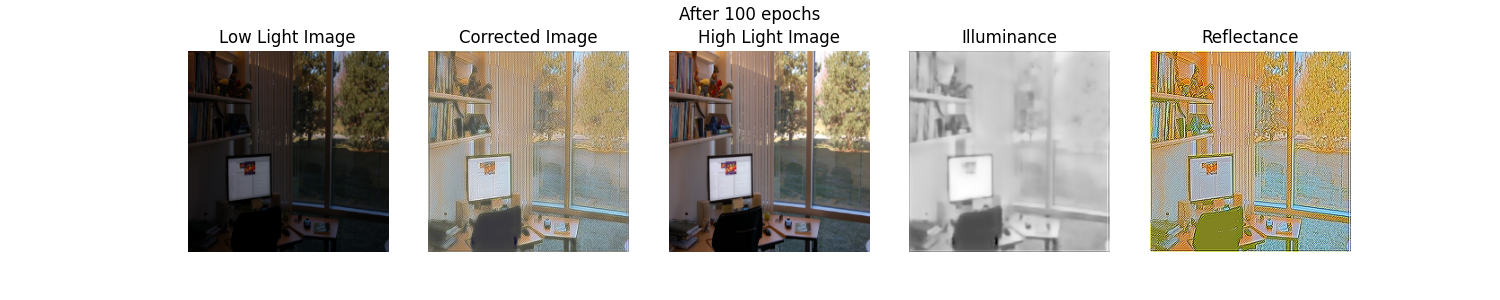 After 100 epochs
Low Light Image
Corrected Image
High Light Image
Illuminance
Reflectance